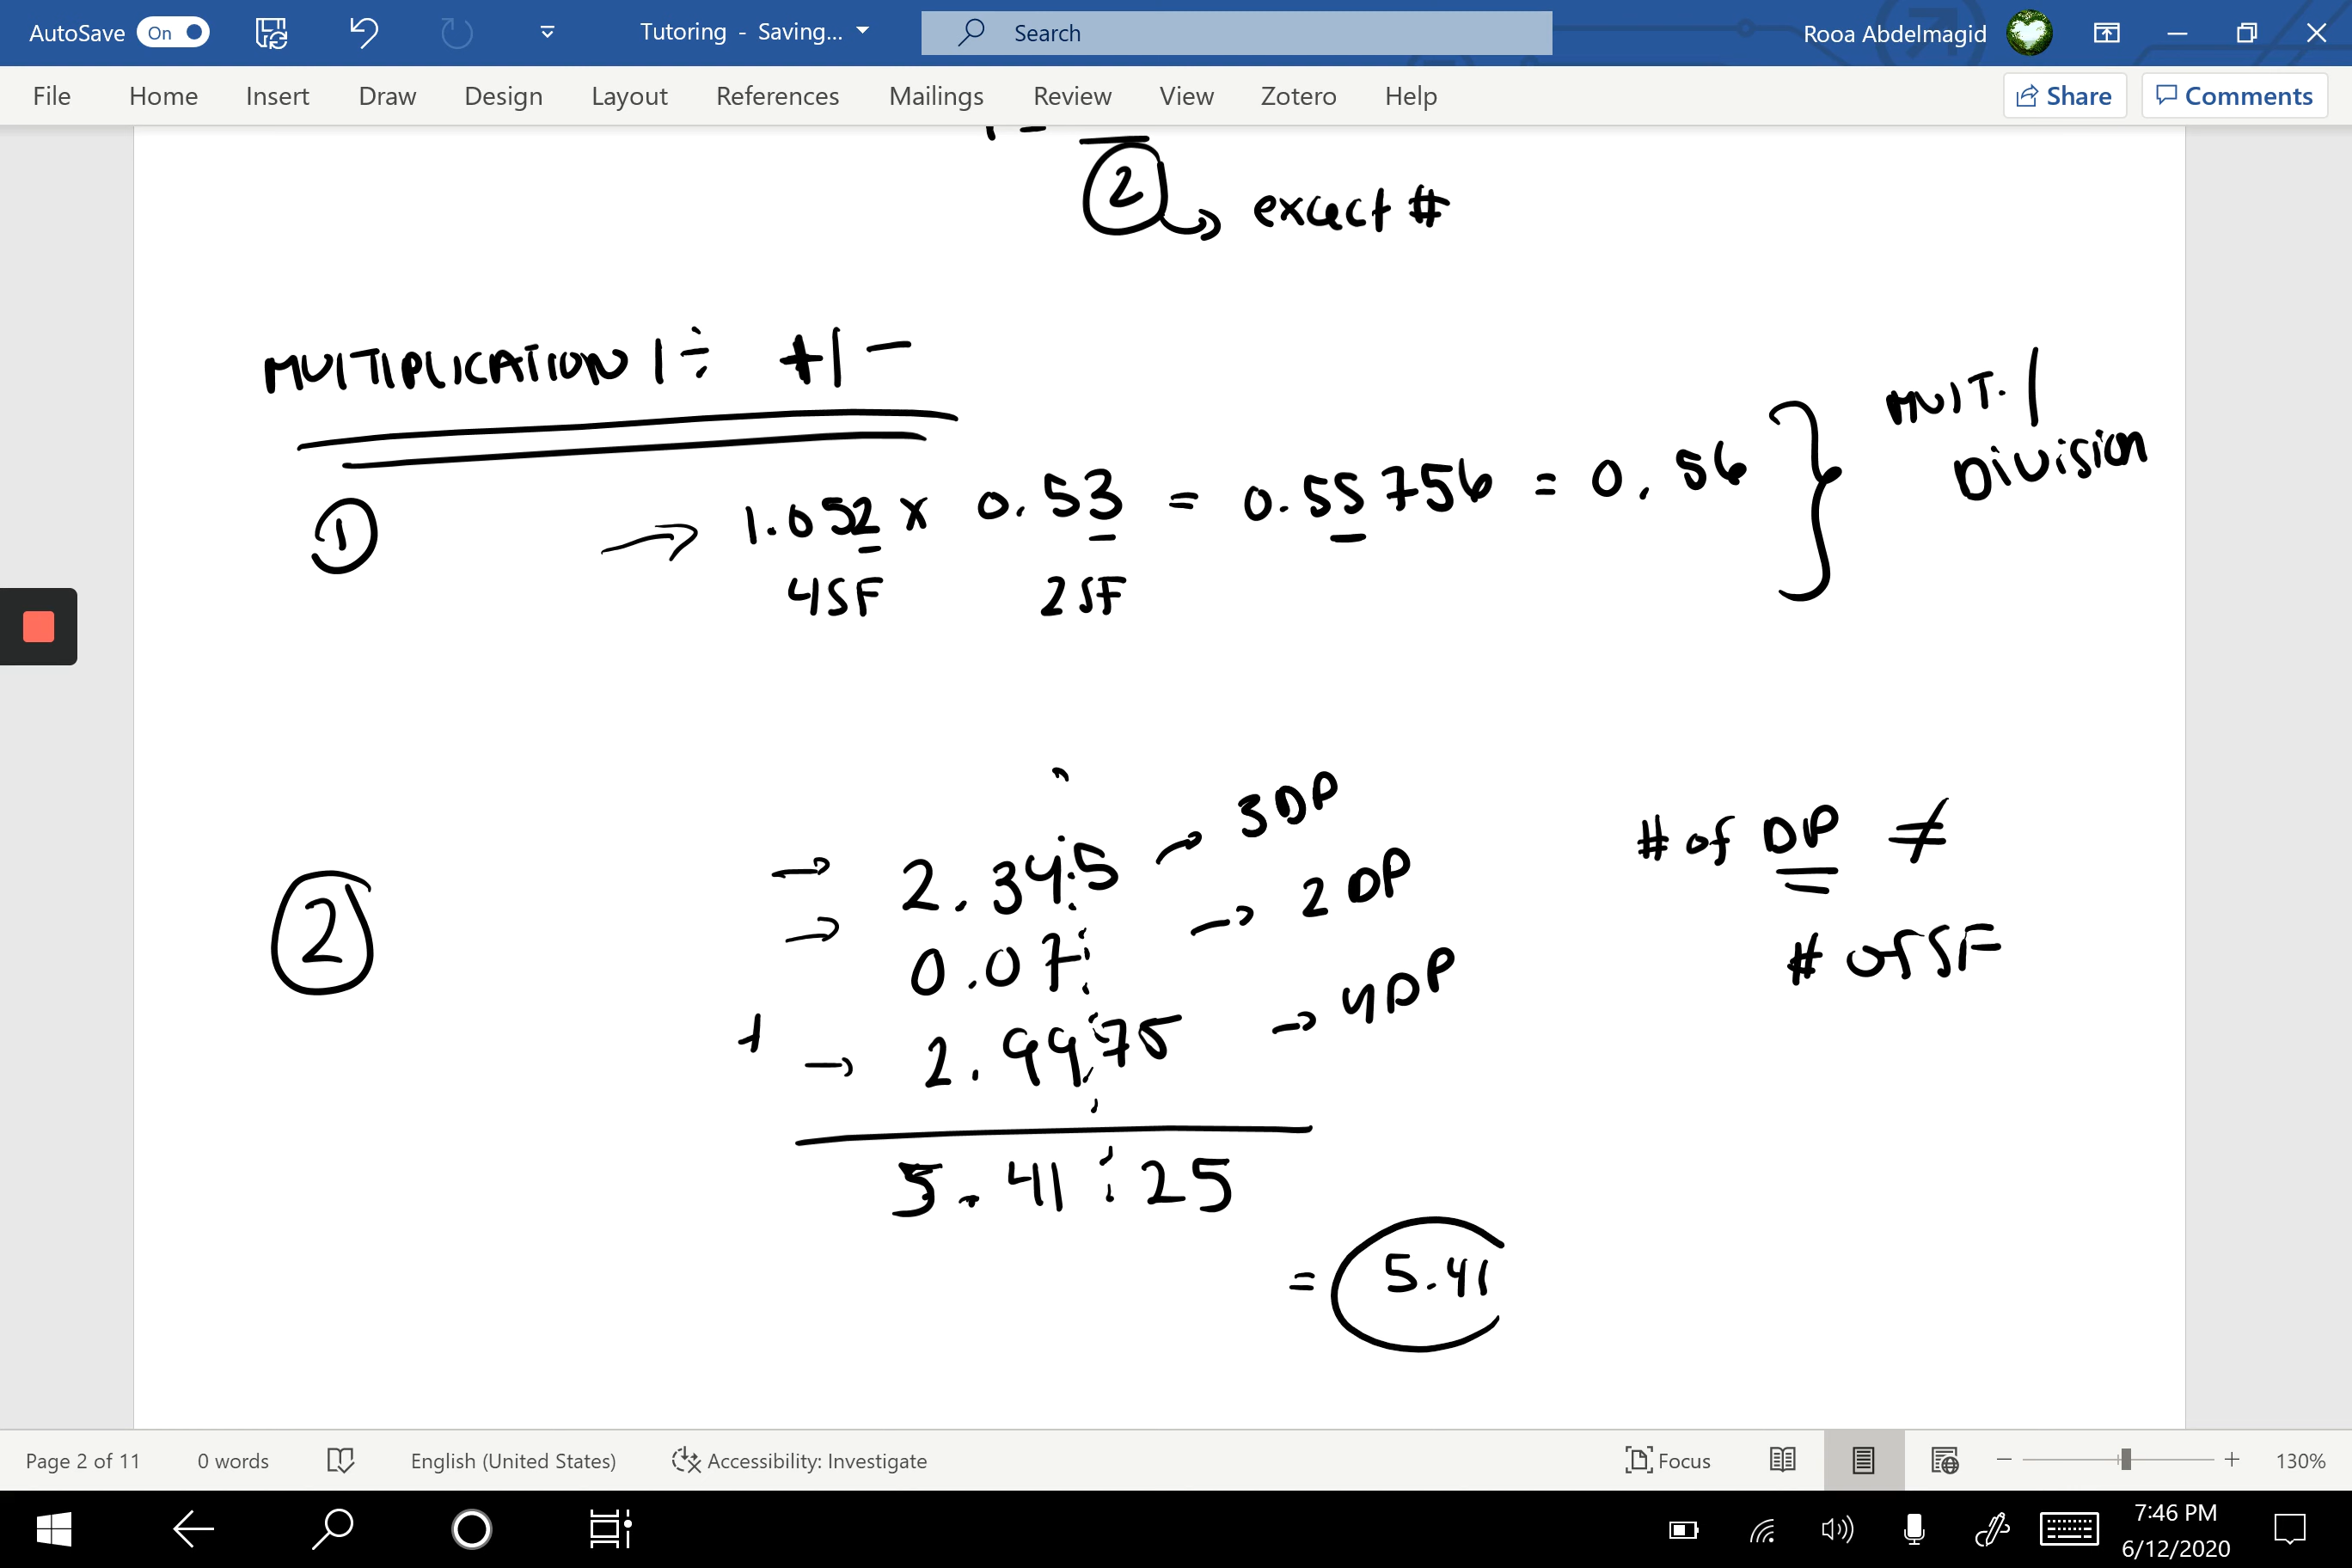 AutoSave On Tutoring - Saving... Search Rooa Abdelmagid
File Home Insert Draw Design Layout References Mailings Review View Zotero Help Share Comments
2 exact #
MULTIPLICATION | ÷ + | -
MULT. |
Division
① → 1.052 x 0.53 = 0.55756 = 0.56
4SF 2SF
② → 2.345 → 3DP
→ 0.07 → 2DP
+ → 2.9975 → 4DP
5.4125
= 5.41
# of DP ≠
# of SF
Page 2 of 11 0 words English (United States) Accessibility: Investigate Focus 130%
7:46 PM
6/12/2020